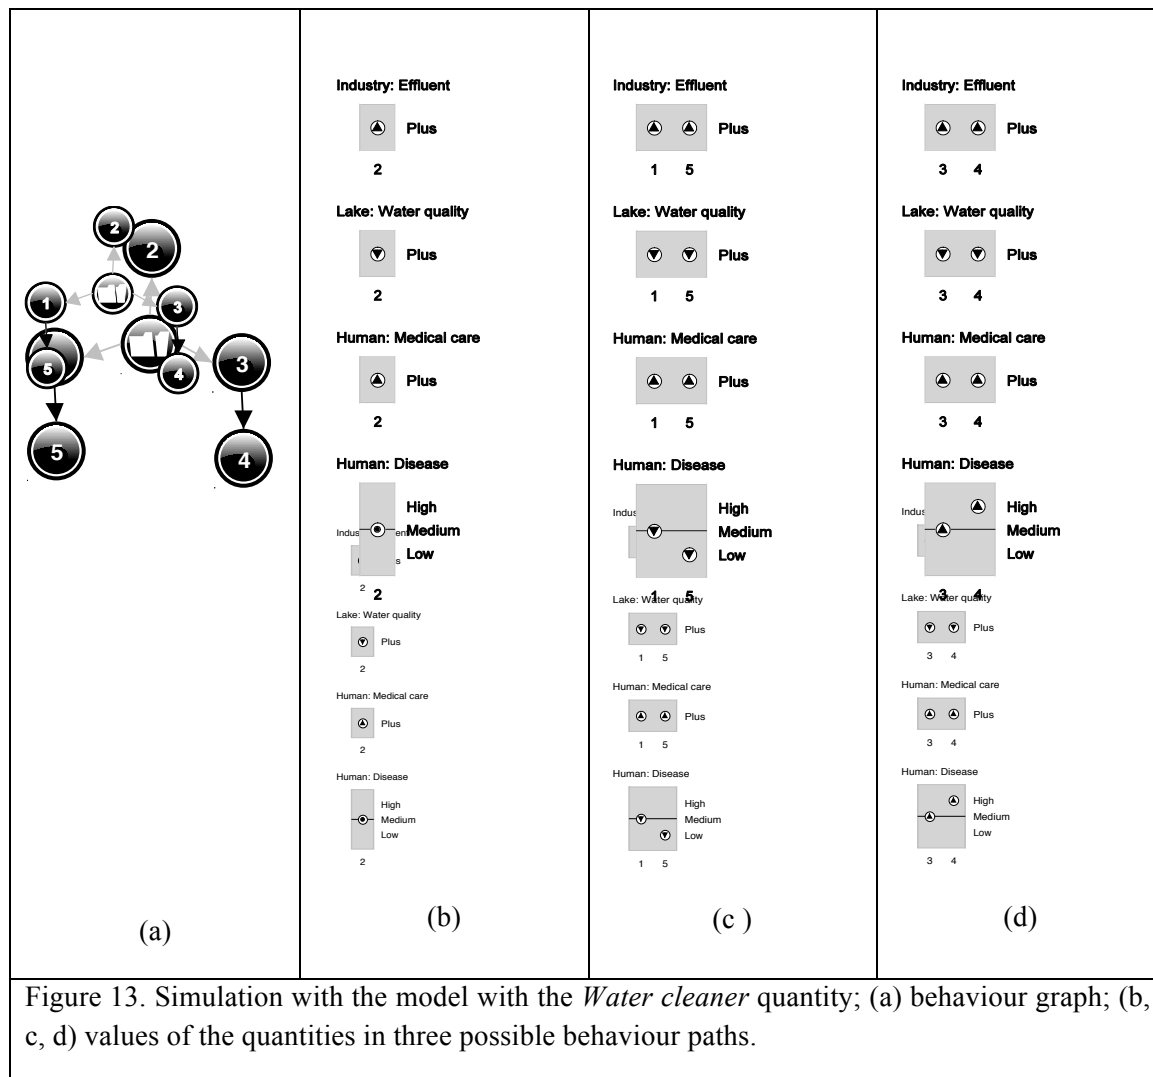 2
2
1
3
5
4
3
5
4
(a)
Industry: Effluent
Plus
2
Lake: Water quality
Plus
2
Human: Medical care
Plus
2
Human: Disease
High
Medium
Low
2
2
Lake: Water quality
Plus
2
Human: Medical care
Plus
2
Human: Disease
High
Medium
Low
2
(b)
Industry: Effluent
Plus
1 5
Lake: Water quality
Plus
1 5
Human: Medical care
Plus
1 5
Human: Disease
High
Medium
Low
1 5
Lake: Water quality
Plus
1 5
Human: Medical care
Plus
1 5
Human: Disease
High
Medium
Low
1 5
(c )
Industry: Effluent
Plus
3 4
Lake: Water quality
Plus
3 4
Human: Medical care
Plus
3 4
Human: Disease
High
Medium
Low
3 4
Lake: Water quality
Plus
3 4
Human: Medical care
Plus
3 4
Human: Disease
High
Medium
Low
3 4
(d)
Figure 13. Simulation with the model with the Water cleaner quantity; (a) behaviour graph; (b,
c, d) values of the quantities in three possible behaviour paths.